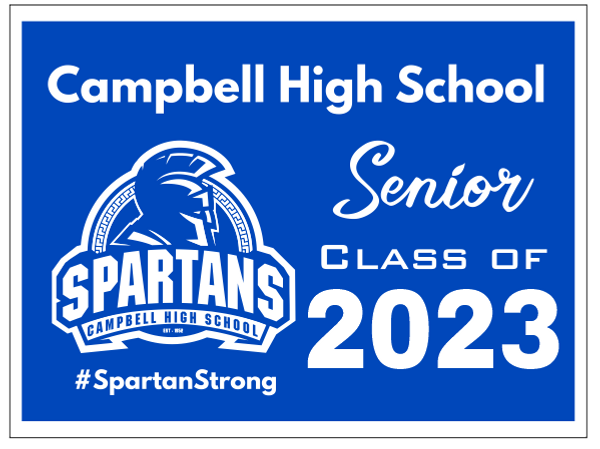 Campbell High School
Senior
CLASS OF
2023
SPARTANS
CAMPBELL HIGH SCHOOL
#SpartanStrong